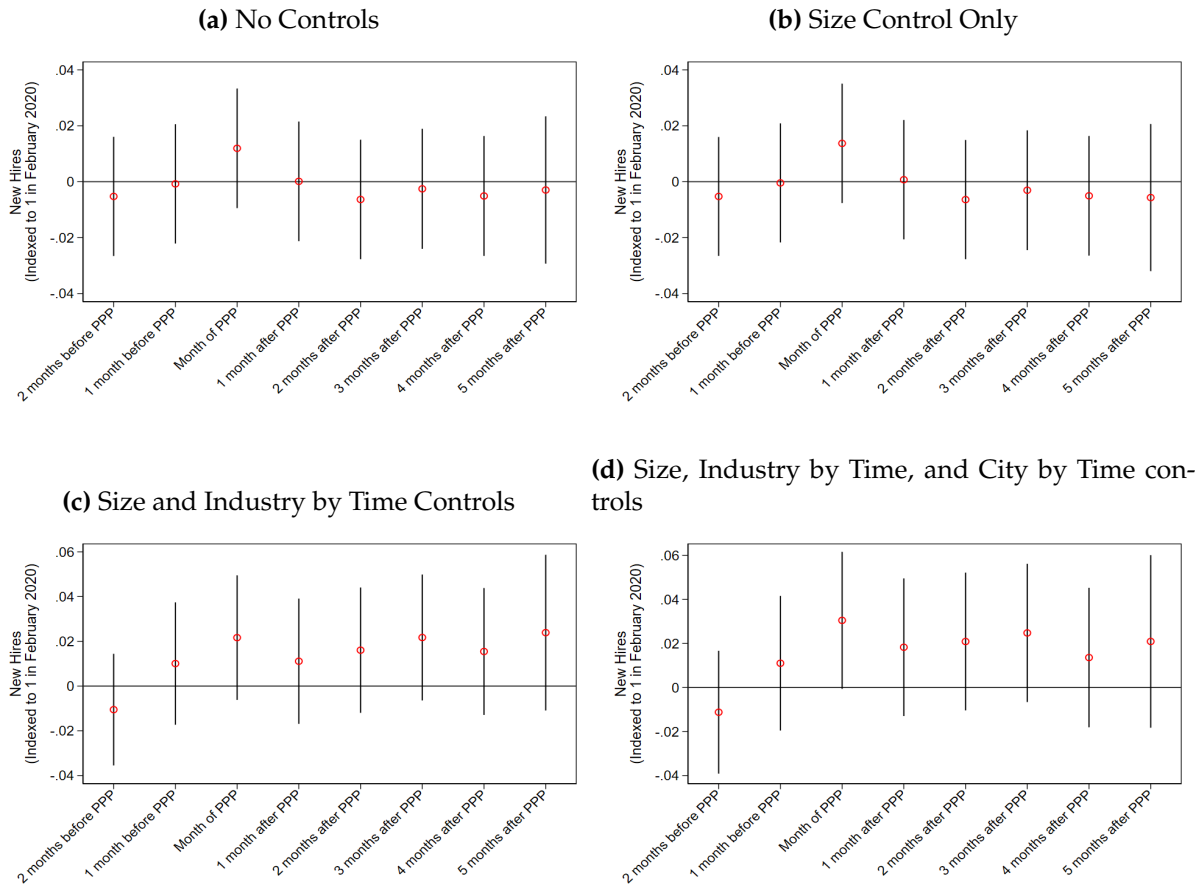 (a) No Controls
New Hires
(Indexed to 1 in February 2020)
.04
.02
0
-.02
-.04
2 months before PPP
1 month before PPP
Month of PPP
1 month after PPP
2 months after PPP
3 months after PPP
4 months after PPP
5 months after PPP
(b) Size Control Only
New Hires
(Indexed to 1 in February 2020)
.04
.02
0
-.02
-.04
2 months before PPP
1 month before PPP
Month of PPP
1 month after PPP
2 months after PPP
3 months after PPP
4 months after PPP
5 months after PPP
(c) Size and Industry by Time Controls
New Hires
(Indexed to 1 in February 2020)
.06
.04
.02
0
-.02
-.04
2 months before PPP
1 month before PPP
Month of PPP
1 month after PPP
2 months after PPP
3 months after PPP
4 months after PPP
5 months after PPP
(d) Size, Industry by Time, and City by Time con-
trols
New Hires
(Indexed to 1 in February 2020)
.06
.04
.02
0
-.02
-.04
2 months before PPP
1 month before PPP
Month of PPP
1 month after PPP
2 months after PPP
3 months after PPP
4 months after PPP
5 months after PPP